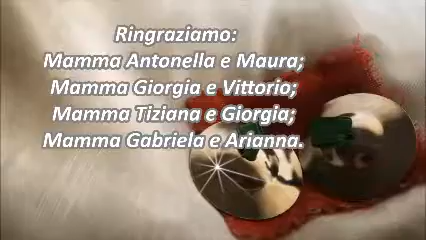 Ringraziamo:
Mamma Antonella e Maura;
Mamma Giorgia e Vittorio;
Mamma Tiziana e Giorgia;
Mamma Gabriela e Arianna.